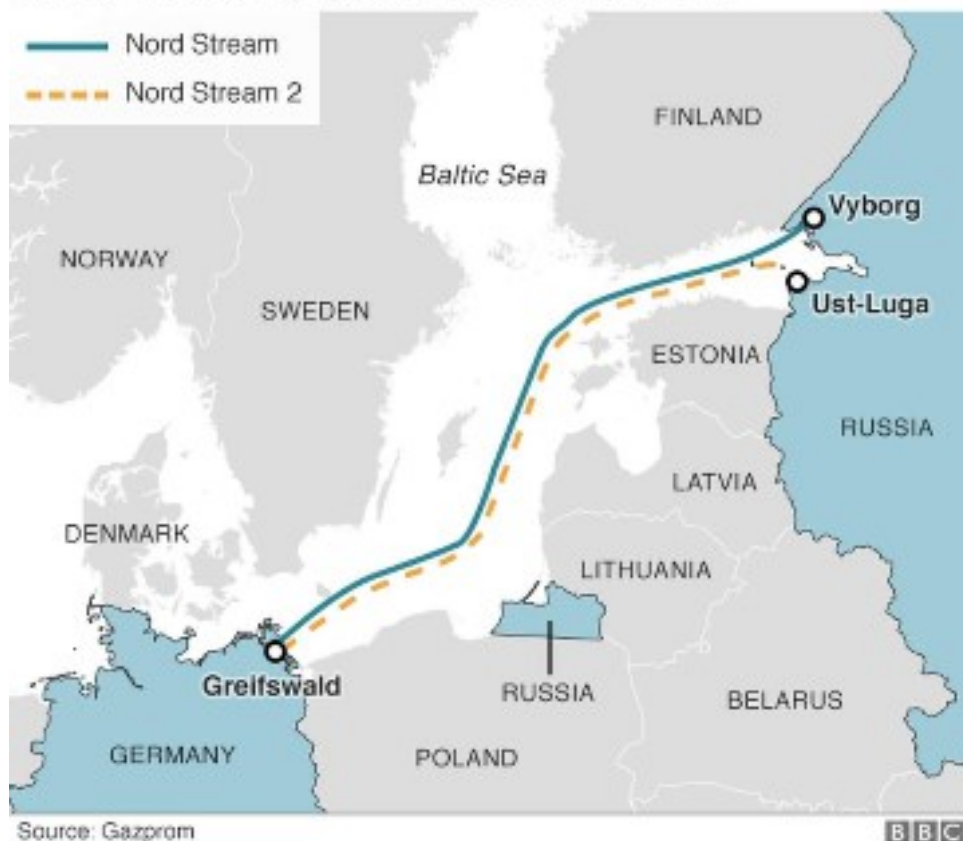 Nord Stream
Nord Stream 2
FINLAND
Baltic Sea
Vyborg
NORWAY
SWEDEN
Ust-Luga
ESTONIA
RUSSIA
LATVIA
DENMARK
LITHUANIA
Greifswald
RUSSIA
BELARUS
GERMANY
POLAND
Source: Gazprom
BBC